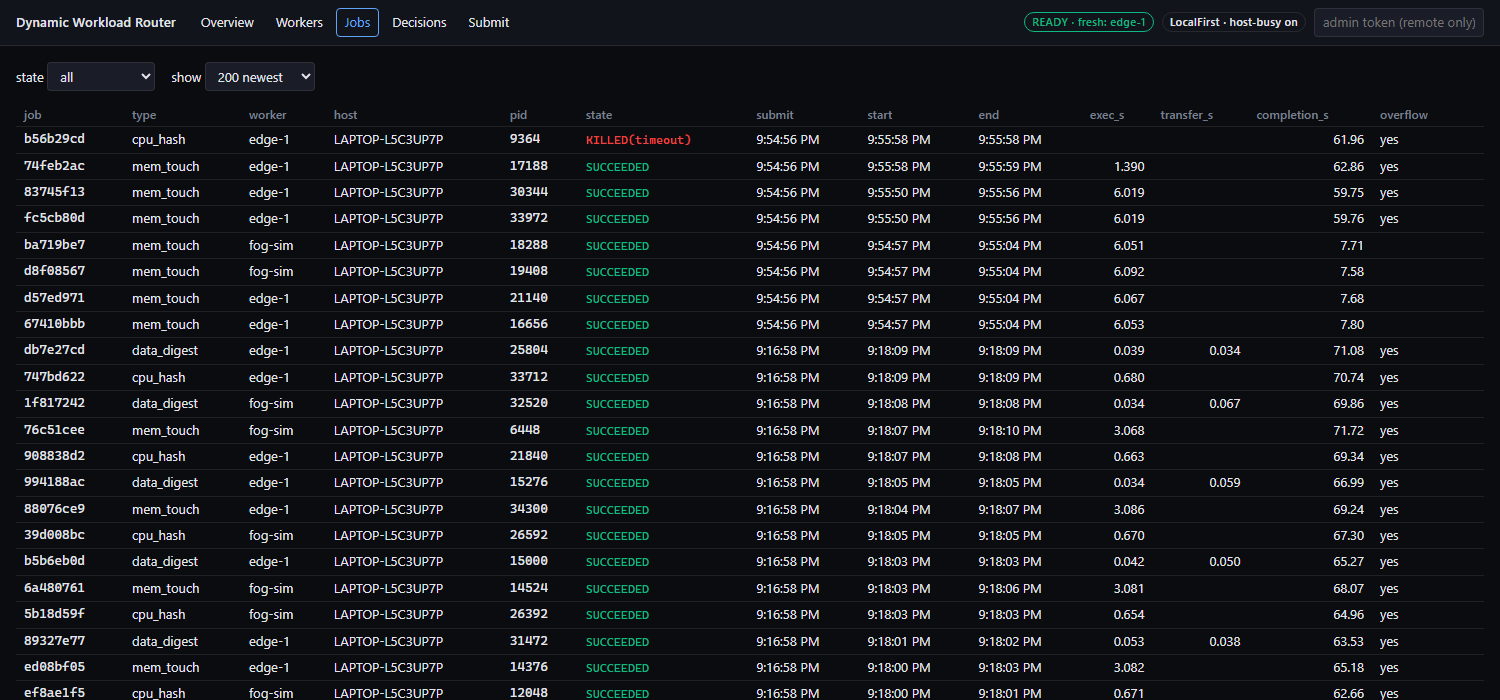 Dynamic Workload Router Overview Workers Jobs Decisions Submit READY · fresh: edge-1 LocalFirst · host-busy on admin token (remote only)
state all show 200 newest
job type worker host pid state submit start end exec_s transfer_s completion_s overflow
b56b29cd cpu_hash edge-1 LAPTOP-L5C3UP7P 9364 KILLED(timeout) 9:54:56 PM 9:55:58 PM 9:55:58 PM 61.96 yes
74feb2ac mem_touch edge-1 LAPTOP-L5C3UP7P 17188 SUCCEEDED 9:54:56 PM 9:55:58 PM 9:55:59 PM 1.390 62.86 yes
83745f13 mem_touch edge-1 LAPTOP-L5C3UP7P 30344 SUCCEEDED 9:54:56 PM 9:55:50 PM 9:55:56 PM 6.019 59.75 yes
fc5cb80d mem_touch edge-1 LAPTOP-L5C3UP7P 33972 SUCCEEDED 9:54:56 PM 9:55:50 PM 9:55:56 PM 6.019 59.76 yes
ba719be7 mem_touch fog-sim LAPTOP-L5C3UP7P 18288 SUCCEEDED 9:54:56 PM 9:54:57 PM 9:55:04 PM 6.051 7.71
d8f08567 mem_touch fog-sim LAPTOP-L5C3UP7P 19408 SUCCEEDED 9:54:56 PM 9:54:57 PM 9:55:04 PM 6.092 7.58
d57ed971 mem_touch edge-1 LAPTOP-L5C3UP7P 21140 SUCCEEDED 9:54:56 PM 9:54:57 PM 9:55:04 PM 6.067 7.68
67410bbb mem_touch edge-1 LAPTOP-L5C3UP7P 16656 SUCCEEDED 9:54:56 PM 9:54:57 PM 9:55:04 PM 6.053 7.80
db7e27cd data_digest edge-1 LAPTOP-L5C3UP7P 25804 SUCCEEDED 9:16:58 PM 9:18:09 PM 9:18:09 PM 0.039 0.034 71.08 yes
747bd622 cpu_hash edge-1 LAPTOP-L5C3UP7P 33712 SUCCEEDED 9:16:58 PM 9:18:09 PM 9:18:09 PM 0.680 70.74 yes
1f817242 data_digest fog-sim LAPTOP-L5C3UP7P 32520 SUCCEEDED 9:16:58 PM 9:18:08 PM 9:18:08 PM 0.034 0.067 69.86 yes
76c51cee mem_touch fog-sim LAPTOP-L5C3UP7P 6448 SUCCEEDED 9:16:58 PM 9:18:07 PM 9:18:10 PM 3.068 71.72 yes
908838d2 cpu_hash edge-1 LAPTOP-L5C3UP7P 21840 SUCCEEDED 9:16:58 PM 9:18:07 PM 9:18:08 PM 0.663 69.34 yes
994188ac data_digest edge-1 LAPTOP-L5C3UP7P 15276 SUCCEEDED 9:16:58 PM 9:18:05 PM 9:18:05 PM 0.034 0.059 66.99 yes
88076ce9 mem_touch edge-1 LAPTOP-L5C3UP7P 34300 SUCCEEDED 9:16:58 PM 9:18:04 PM 9:18:07 PM 3.086 69.24 yes
39d008bc cpu_hash fog-sim LAPTOP-L5C3UP7P 26592 SUCCEEDED 9:16:58 PM 9:18:05 PM 9:18:05 PM 0.670 67.30 yes
b5b6eb0d data_digest edge-1 LAPTOP-L5C3UP7P 15000 SUCCEEDED 9:16:58 PM 9:18:03 PM 9:18:03 PM 0.042 0.050 65.27 yes
6a480761 mem_touch fog-sim LAPTOP-L5C3UP7P 14524 SUCCEEDED 9:16:58 PM 9:18:03 PM 9:18:06 PM 3.081 68.07 yes
5b18d59f cpu_hash fog-sim LAPTOP-L5C3UP7P 26392 SUCCEEDED 9:16:58 PM 9:18:03 PM 9:18:03 PM 0.654 64.96 yes
89327e77 data_digest edge-1 LAPTOP-L5C3UP7P 31472 SUCCEEDED 9:16:58 PM 9:18:01 PM 9:18:02 PM 0.053 0.038 63.53 yes
ed08bf05 mem_touch edge-1 LAPTOP-L5C3UP7P 14376 SUCCEEDED 9:16:58 PM 9:18:00 PM 9:18:03 PM 3.082 65.18 yes
ef8ae1f5 cpu_hash fog-sim LAPTOP-L5C3UP7P 12048 SUCCEEDED 9:16:58 PM 9:18:00 PM 9:18:01 PM 0.671 62.66 yes